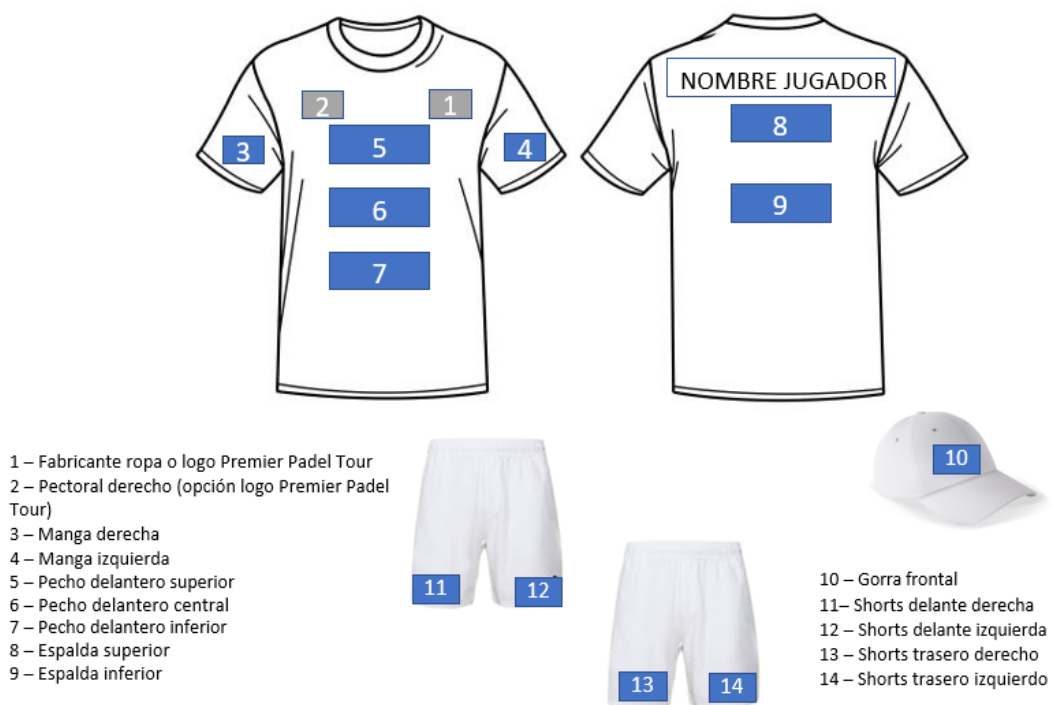 NOMBRE JUGADOR
2
1
8
3
5
4
6
9
7
1 – Fabricante ropa o logo Premier Padel Tour
2 – Pectoral derecho (opción logo Premier Padel
Tour)
3 – Manga derecha
4 – Manga izquierda
5 – Pecho delantero superior
6 – Pecho delantero central
7 – Pecho delantero inferior
8 – Espalda superior
9 – Espalda inferior
11
12
13
14
10
10 – Gorra frontal
11– Shorts delante derecha
12 – Shorts delante izquierda
13 – Shorts trasero derecho
14 – Shorts trasero izquierdo